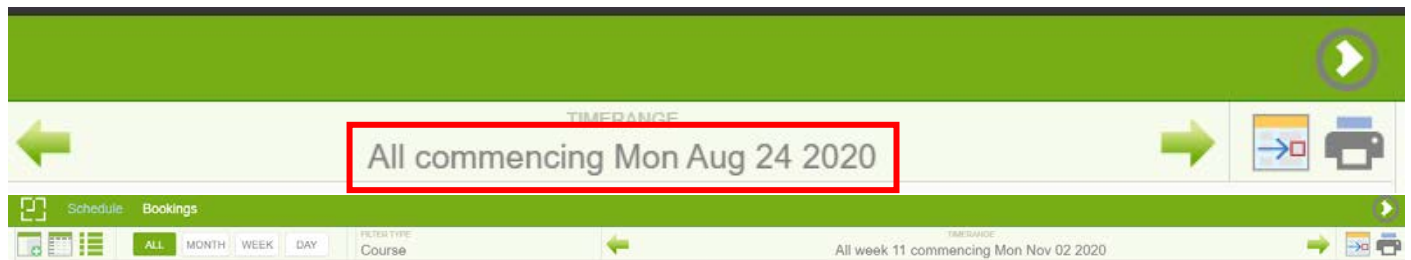 TIMERANGE
All commencing Mon Aug 24 2020
Schedule Bookings
ALL MONTH WEEK DAY
FILTER TYPE
Course
TIMERANGE
All week 11 commencing Mon Nov 02 2020